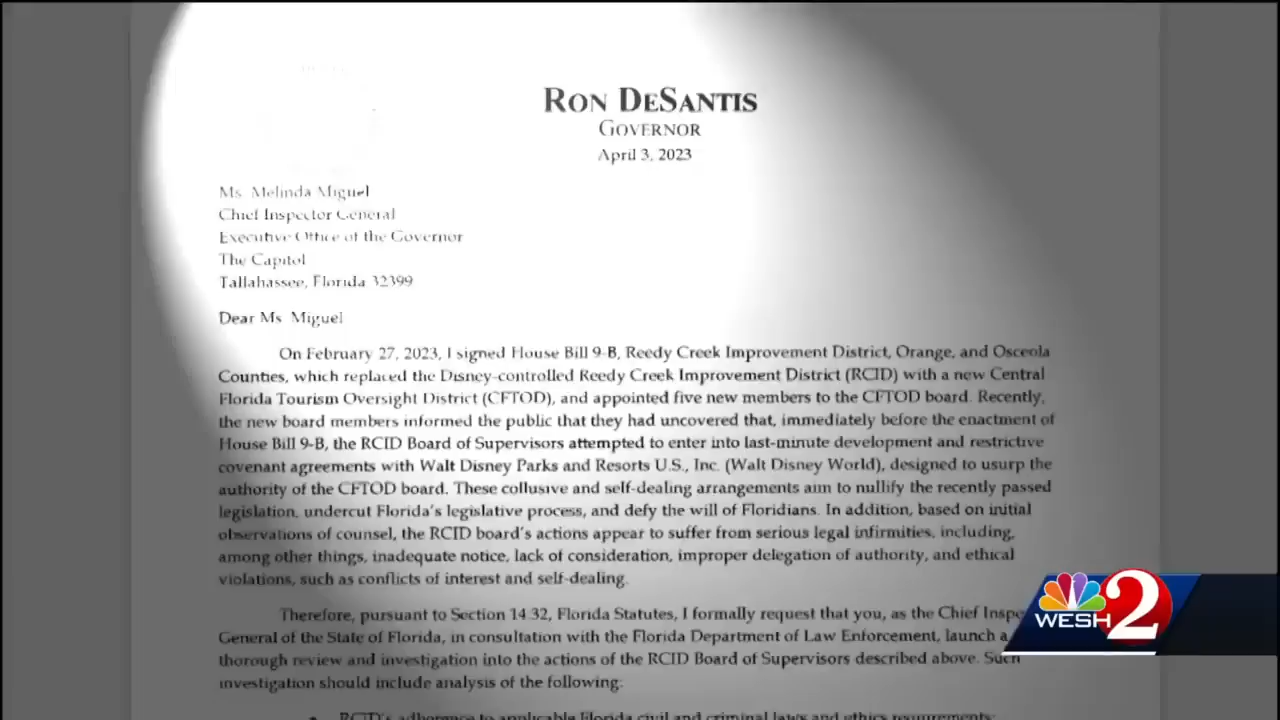 RON DESANTIS
GOVERNOR
April 3, 2023
Ms. Melinda Miguel
Chief Inspector General
Executive Office of the Governor
The Capitol
Tallahassee, Florida 32399
Dear Ms. Miguel
On February 27, 2023, I signed House Bill 9-B, Reedy Creek Improvement District, Orange, and Osceola
Counties, which replaced the Disney-controlled Reedy Creek Improvement District (RCID) with a new Central
Florida Tourism Oversight District (CFTOD), and appointed five new members to the CFTOD board. Recently,
the new board members informed the public that they had uncovered that, immediately before the enactment of
House Bill 9-B, the RCID Board of Supervisors attempted to enter into last-minute development and restrictive
covenant agreements with Walt Disney Parks and Resorts U.S., Inc. (Walt Disney World), designed to usurp the
authority of the CFTOD board. These collusive and self-dealing arrangements aim to nullify the recently passed
legislation, undercut Florida's legislative process, and defy the will of Floridians. In addition, based on initial
observations of counsel, the RCID board's actions appear to suffer from serious legal infirmities, including,
among other things, inadequate notice, lack of consideration, improper delegation of authority, and ethical
violations, such as conflicts of interest and self-dealing.
Therefore, pursuant to Section 14.32, Florida Statutes, I formally request that you, as the Chief Inspe
General of the State of Florida, in consultation with the Florida Department of Law Enforcement, launch a
thorough review and investigation into the actions of the RCID Board of Supervisors described above. Such
investigation should include analysis of the following:
• RCID's adherence to applicable Florida civil and criminal laws and ethics requirements;
WESH 2